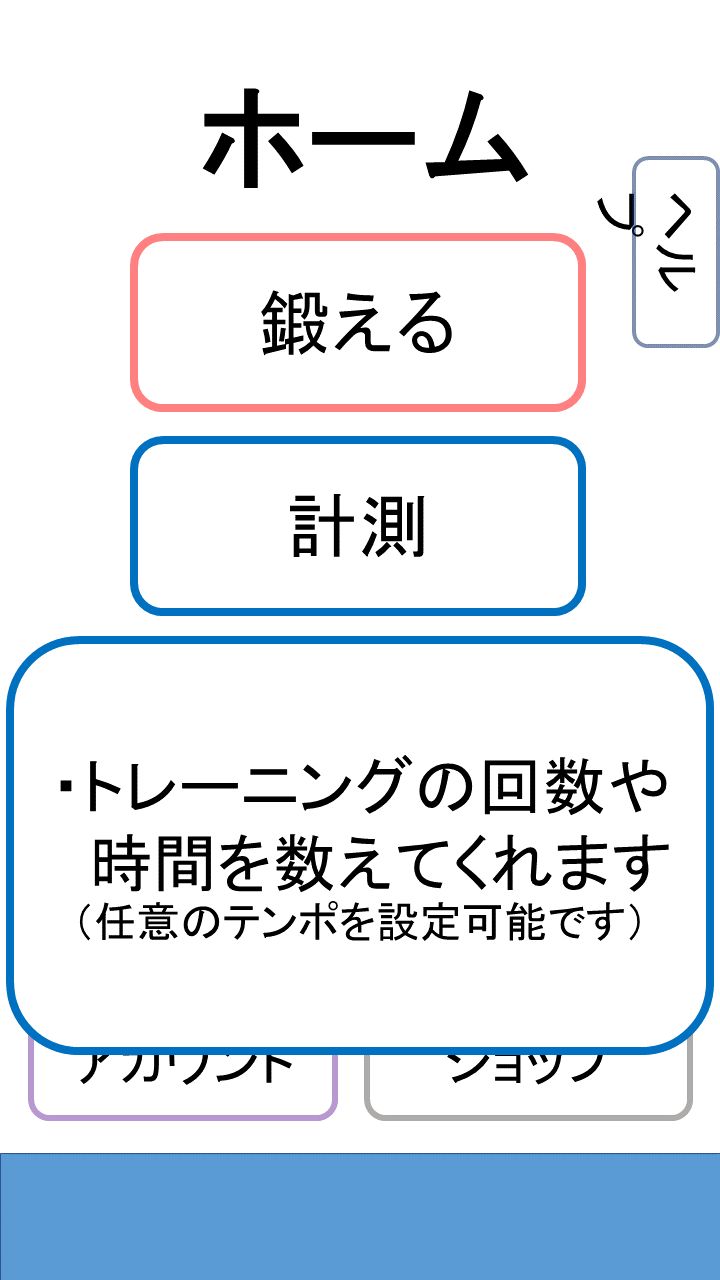 ホーム
ヘル
プ
鍛える
計測
・トレーニングの回数や
時間を数えてくれます
（任意のテンポを設定可能です）
アカウント
ショップ